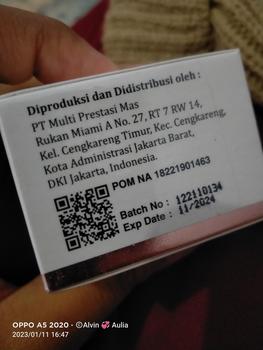 Diproduksi dan Didistribusi oleh :
PT Multi Prestasi Mas
Rukan Miami A No. 27, RT 7 RW 14,
Kel. Cengkareng Timur, Kec. Cengkareng,
Kota Administrasi Jakarta Barat,
DKI Jakarta, Indonesia.
POM NA 18221901463
Batch No : 122110134
Exp Date : 11/2024
OPPO A5 2020 · ©Alvin 💞 Aulia
2023/01/11 16:47